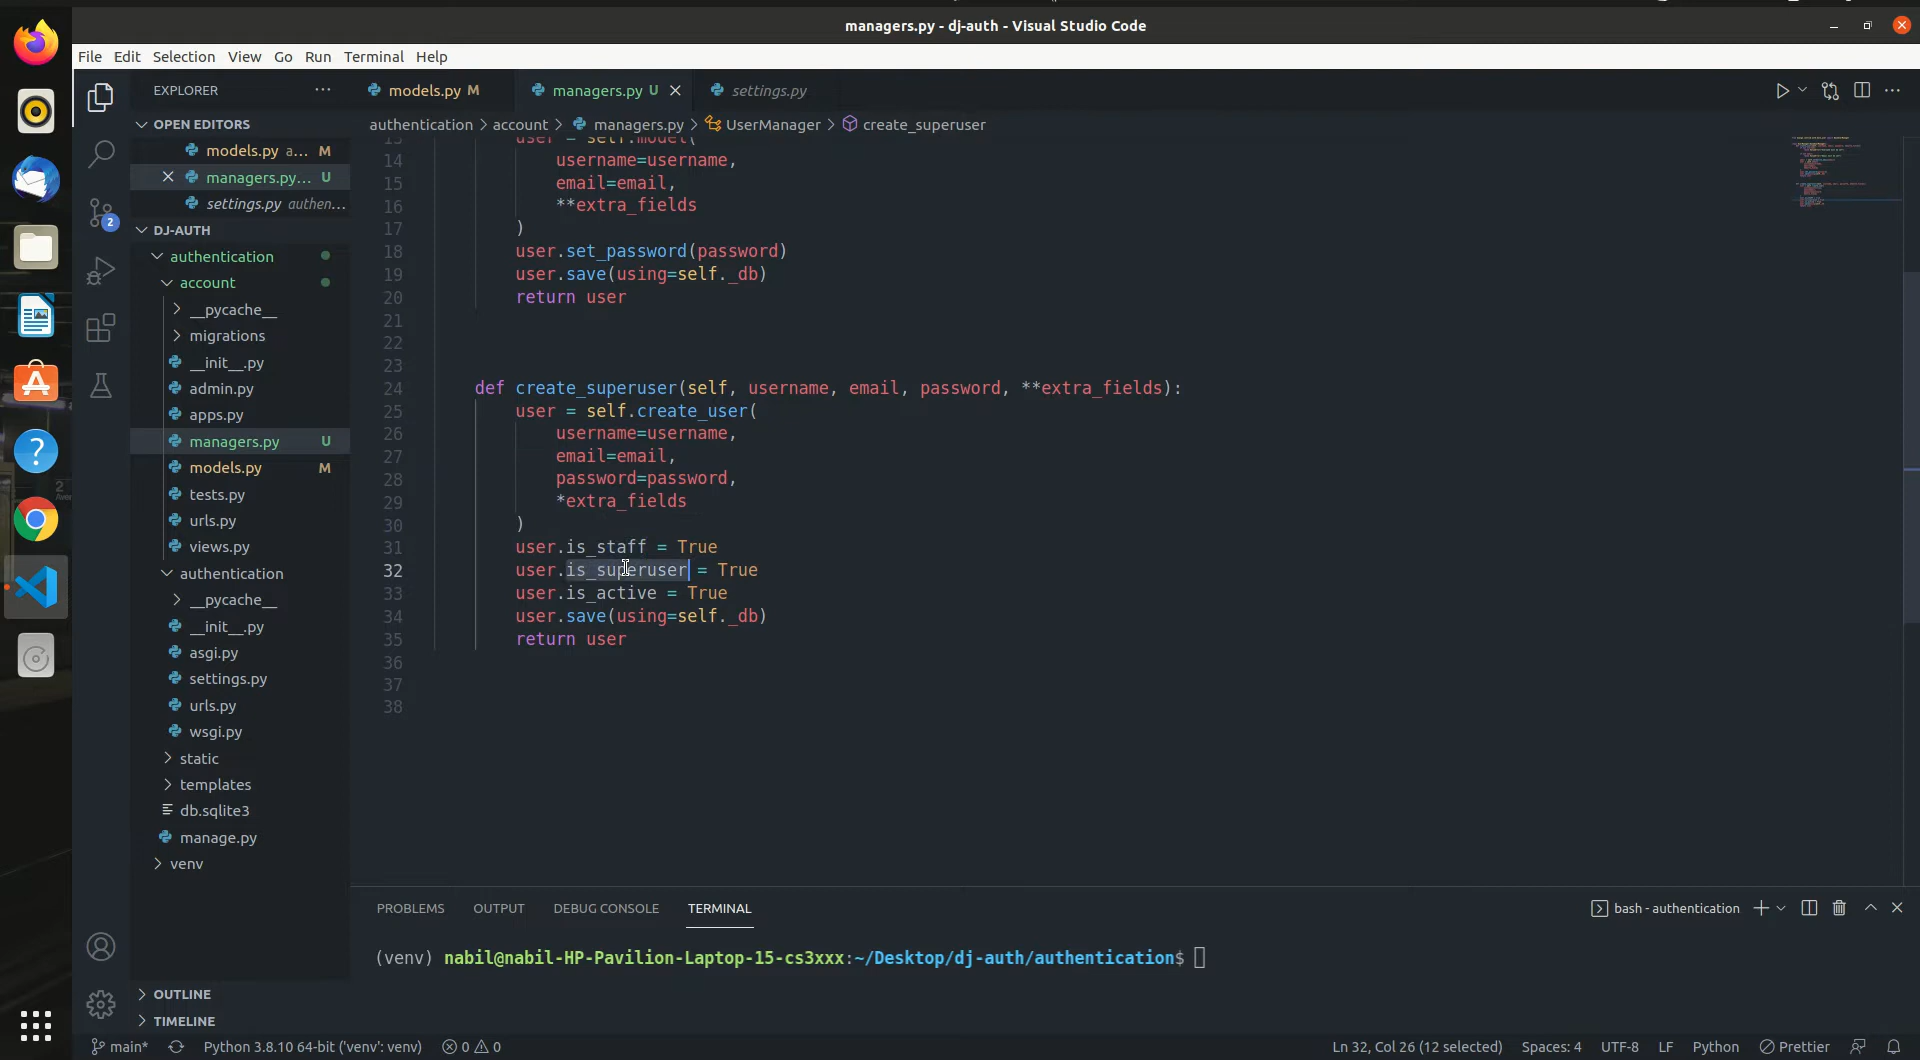 managers.py - dj-auth - Visual Studio Code
File Edit Selection View Go Run Terminal Help
EXPLORER
models.py M
managers.py U
settings.py
OPEN EDITORS
authentication > account > managers.py > UserManager > create_superuser
models.py a... M
managers.py... U
settings.py authen...
DJ-AUTH
authentication
account
__pycache__
migrations
__init__.py
admin.py
apps.py
managers.py U
models.py M
tests.py
urls.py
views.py
authentication
__pycache__
__init__.py
asgi.py
settings.py
urls.py
wsgi.py
static
templates
db.sqlite3
manage.py
venv
OUTLINE
TIMELINE
2
13 user = self.model(
14 username=username,
15 email=email,
16 **extra_fields
17 )
18 user.set_password(password)
19 user.save(using=self._db)
20 return user
21
22
23
24 def create_superuser(self, username, email, password, **extra_fields):
25 user = self.create_user(
26 username=username,
27 email=email,
28 password=password,
29 *extra_fields
30 )
31 user.is_staff = True
32 user.is_superuser = True
33 user.is_active = True
34 user.save(using=self._db)
35 return user
36
37
38
PROBLEMS OUTPUT DEBUG CONSOLE TERMINAL
bash - authentication
(venv) nabil@nabil-HP-Pavilion-Laptop-15-cs3xxx:~/Desktop/dj-auth/authentication$
main* Python 3.8.10 64-bit ('venv': venv) 0 0 Ln 32, Col 26 (12 selected) Spaces: 4 UTF-8 LF Python Prettier